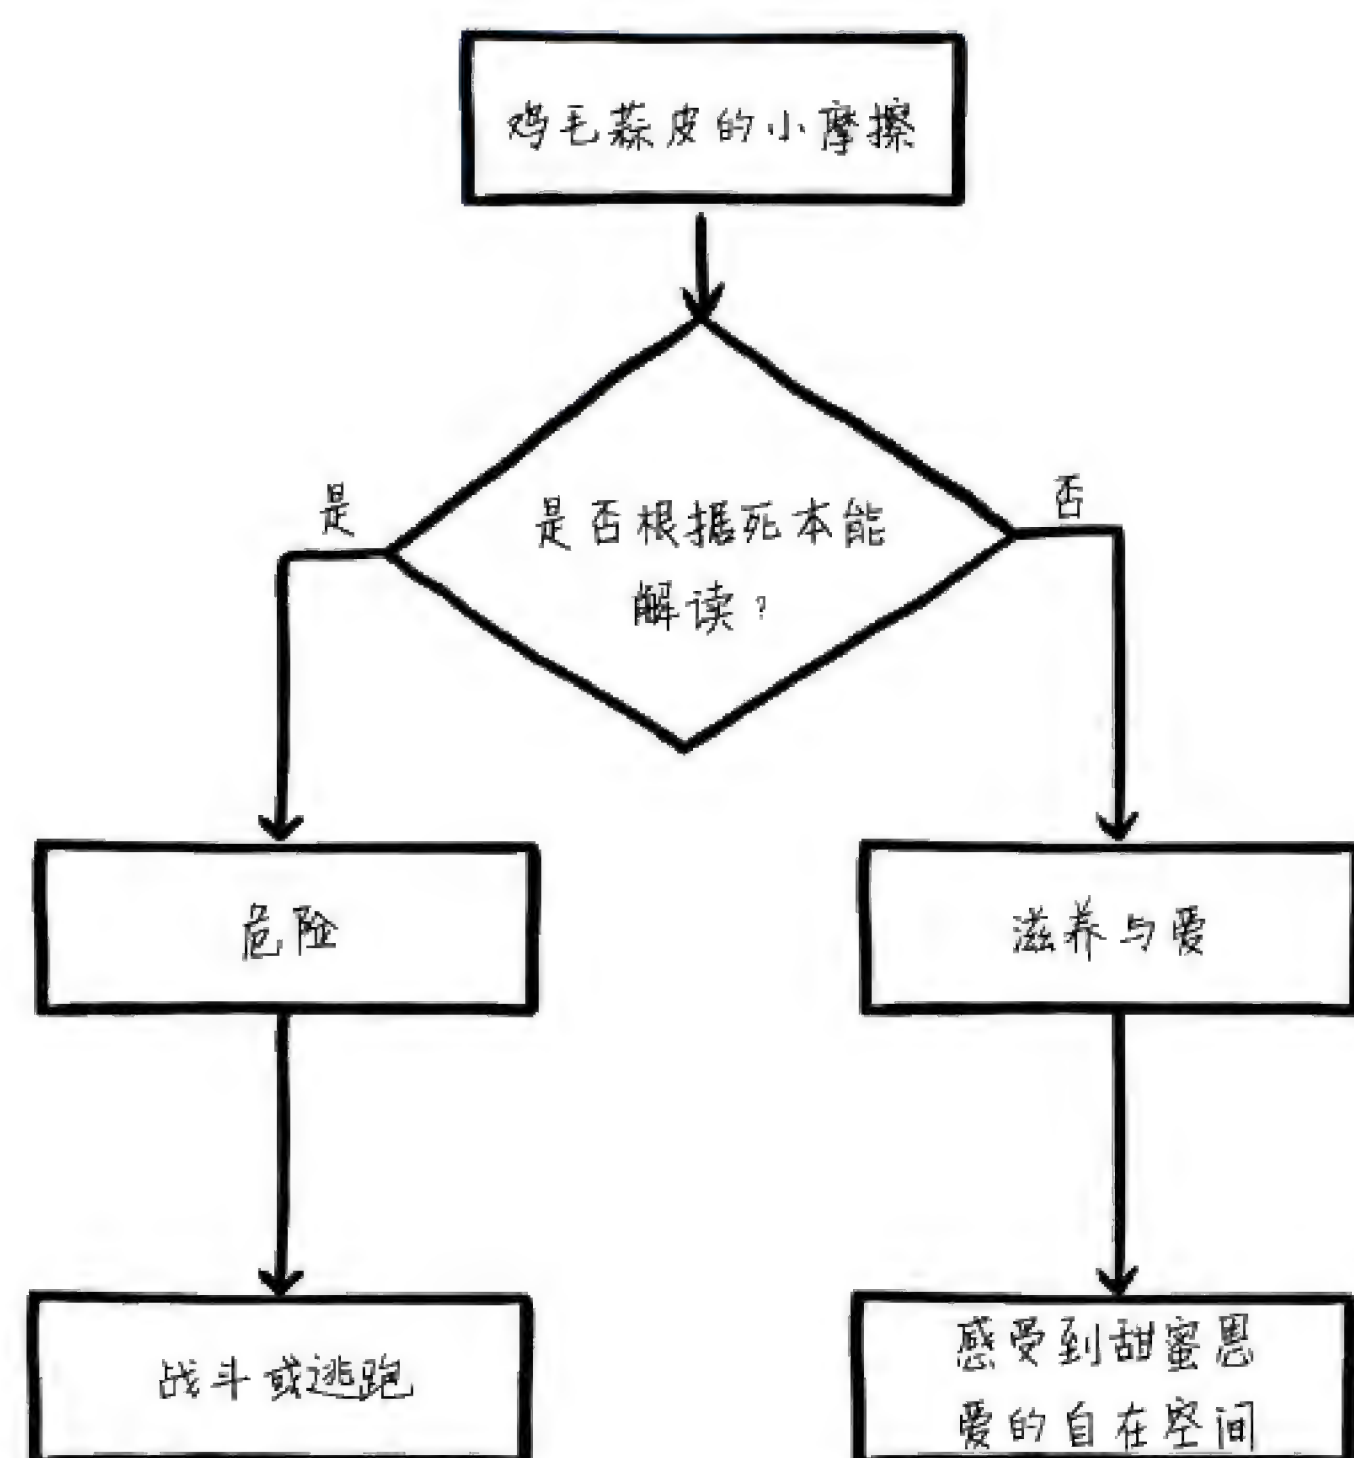 鸡毛蒜皮的小摩擦
是否根据死本能
解读？
是
否
危险
滋养与爱
战斗或逃跑
感受到甜蜜恩
爱的自在空间